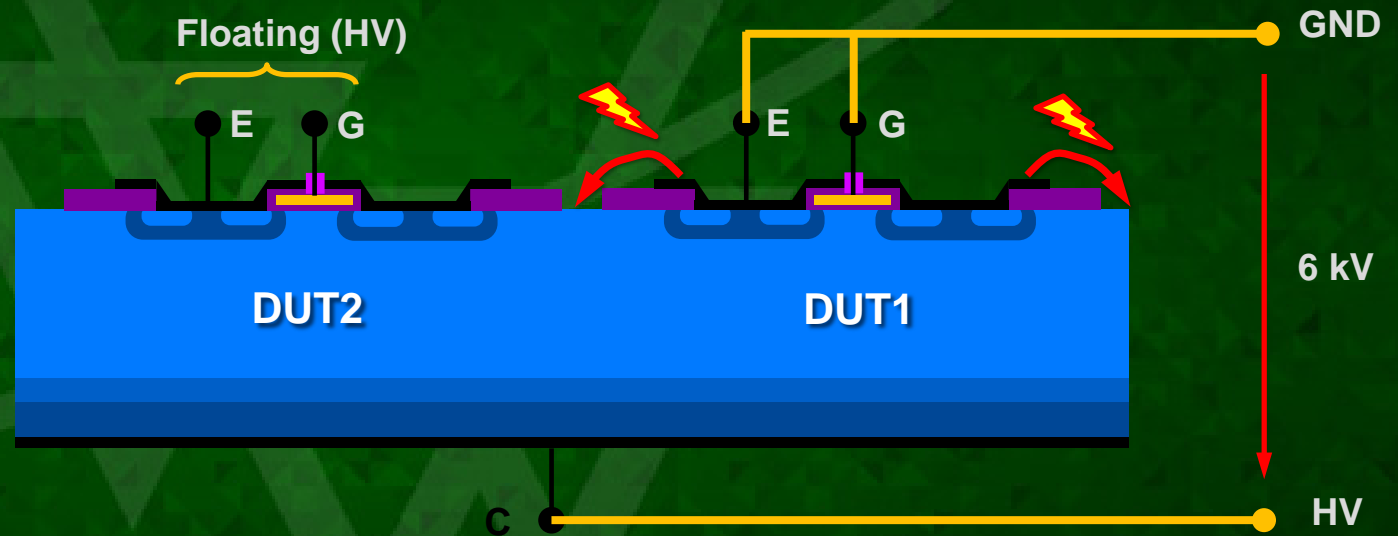 GND
Floating (HV)
E
G
E
G
6 kV
DUT2
DUT1
C
HV